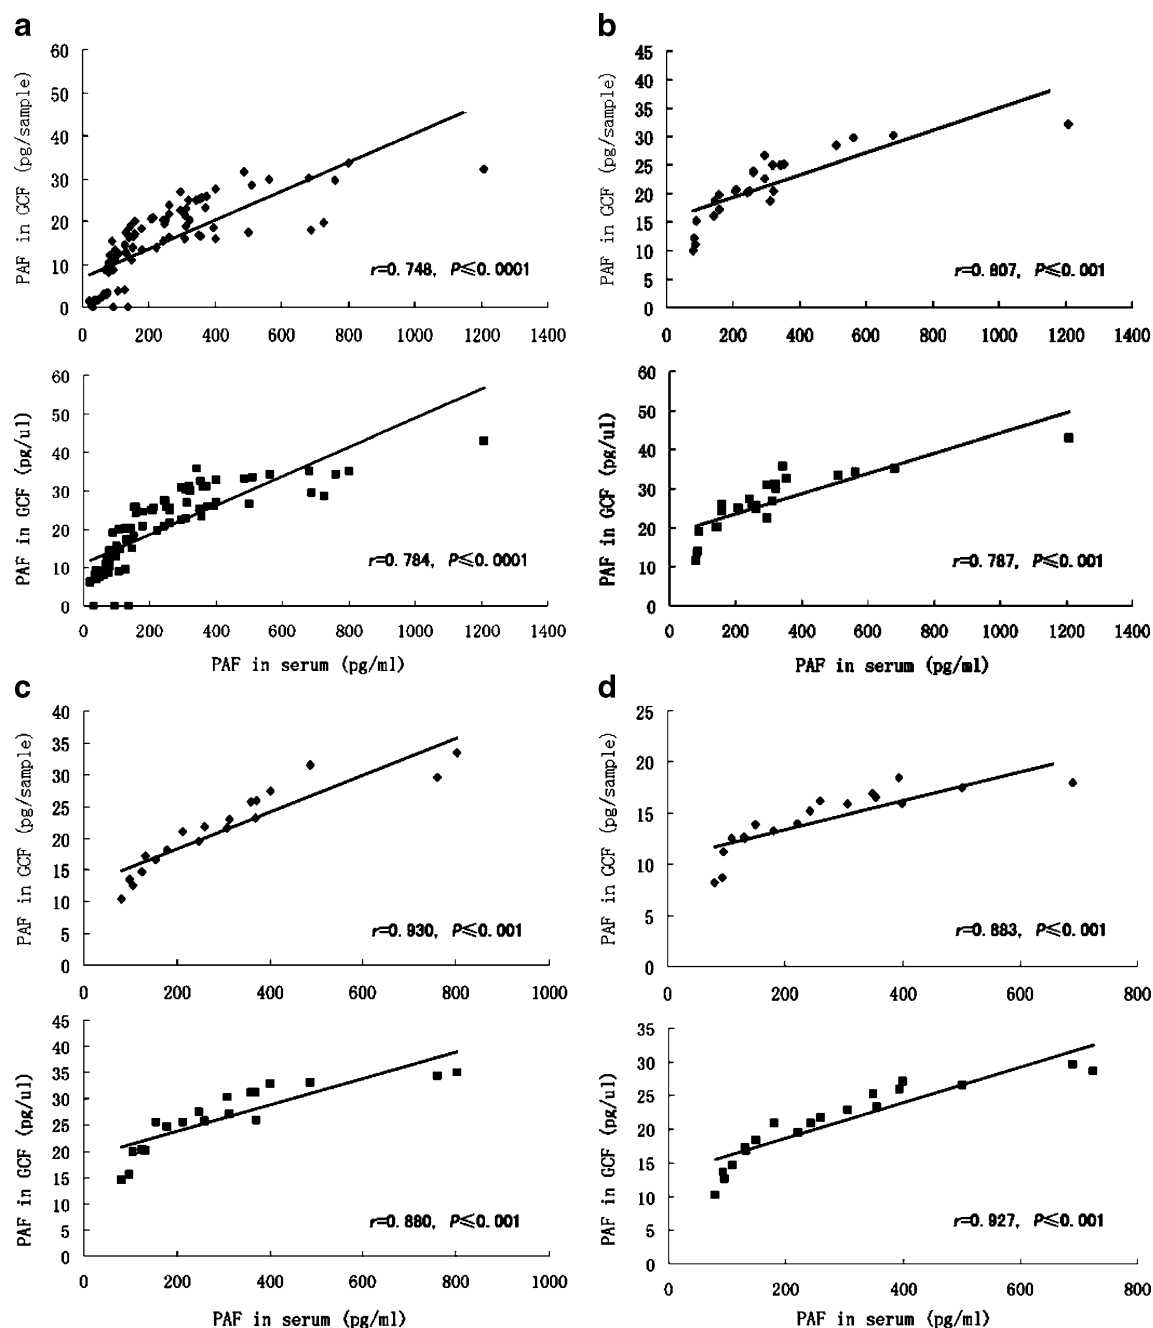 a
PAF in GCF (pg/sample)
60
50
40
30
20
10
0
0 200 400 600 800 1000 1200 1400
r=0.748, P≤0.0001
PAF in GCF (pg/ul)
60
50
40
30
20
10
0
0 200 400 600 800 1000 1200 1400
r=0.784, P≤0.0001
PAF in serum (pg/ml)
b
PAF in GCF (pg/sample)
45
40
35
30
25
20
15
10
5
0
0 200 400 600 800 1000 1200 1400
r=0.807, P≤0.001
PAF in GCF (pg/ul)
60
50
40
30
20
10
0
0 200 400 600 800 1000 1200 1400
r=0.787, P≤0.001
PAF in serum (pg/ml)
c
PAF in GCF (pg/sample)
40
35
30
25
20
15
10
5
0
0 200 400 600 800 1000
r=0.930, P≤0.001
PAF in GCF (pg/ul)
45
40
35
30
25
20
15
10
5
0
0 200 400 600 800 1000
r=0.880, P≤0.001
PAF in serum (pg/ml)
d
PAF in GCF (pg/sample)
25
20
15
10
5
0
0 200 400 600 800
r=0.883, P≤0.001
PAF in GCF (pg/ul)
35
30
25
20
15
10
5
0
0 200 400 600 800
r=0.927, P≤0.001
PAF in serum (pg/ml)